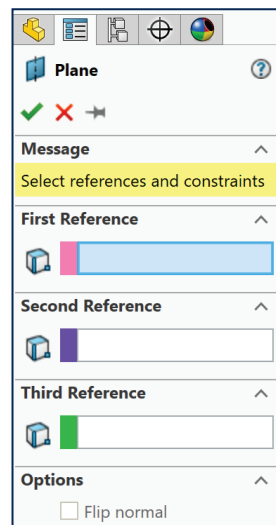 Plane
Message
Select references and constraints
First Reference
Second Reference
Third Reference
Options
Flip normal